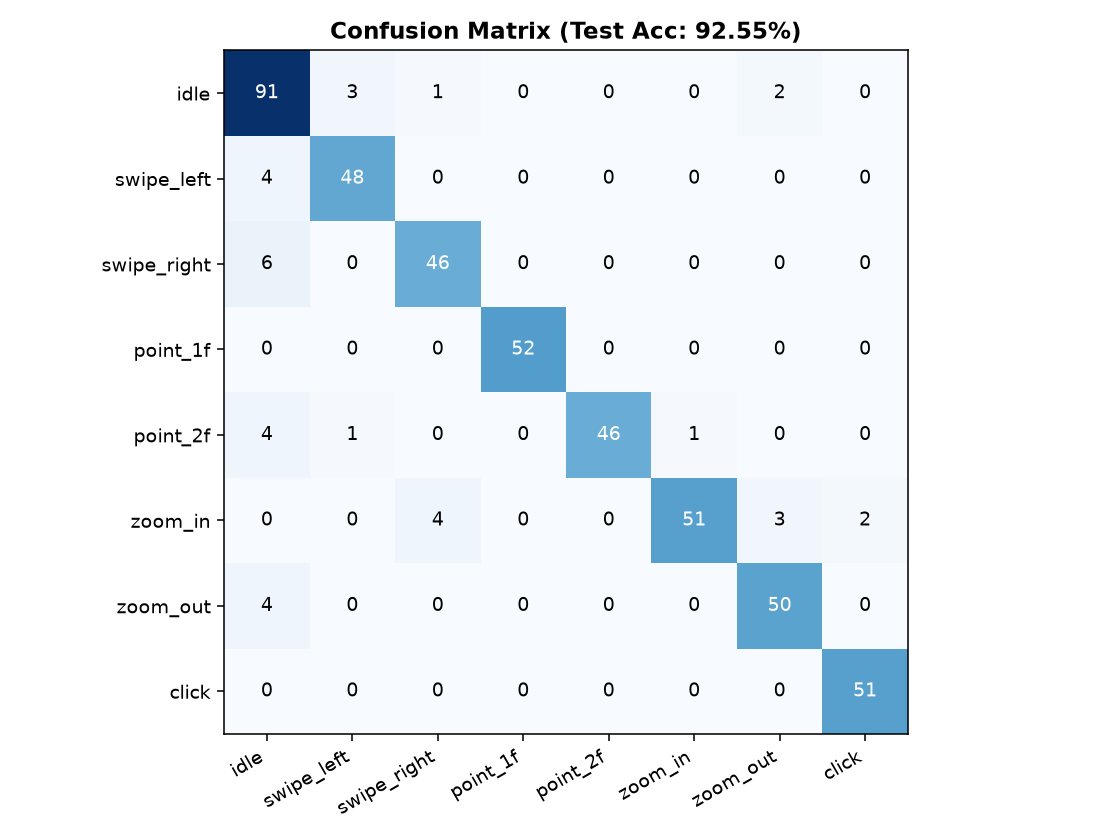 Confusion Matrix (Test Acc: 92.55%)
idle 91 3 1 0 0 0 2 0
swipe_left 4 48 0 0 0 0 0 0
swipe_right 6 0 46 0 0 0 0 0
point_1f 0 0 0 52 0 0 0 0
point_2f 4 1 0 0 46 1 0 0
zoom_in 0 0 4 0 0 51 3 2
zoom_out 4 0 0 0 0 0 50 0
click 0 0 0 0 0 0 0 51
idle swipe_left swipe_right point_1f point_2f zoom_in zoom_out click